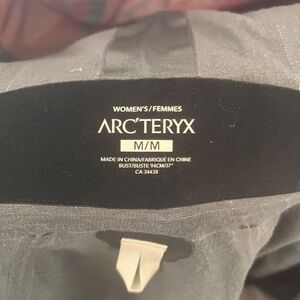 WOMEN'S/FEMMES
ARC'TERYX
M/M
MADE IN CHINA/FABRIQUÉ EN CHINE
BUST/BUSTE 94CM/37"
CA 34438